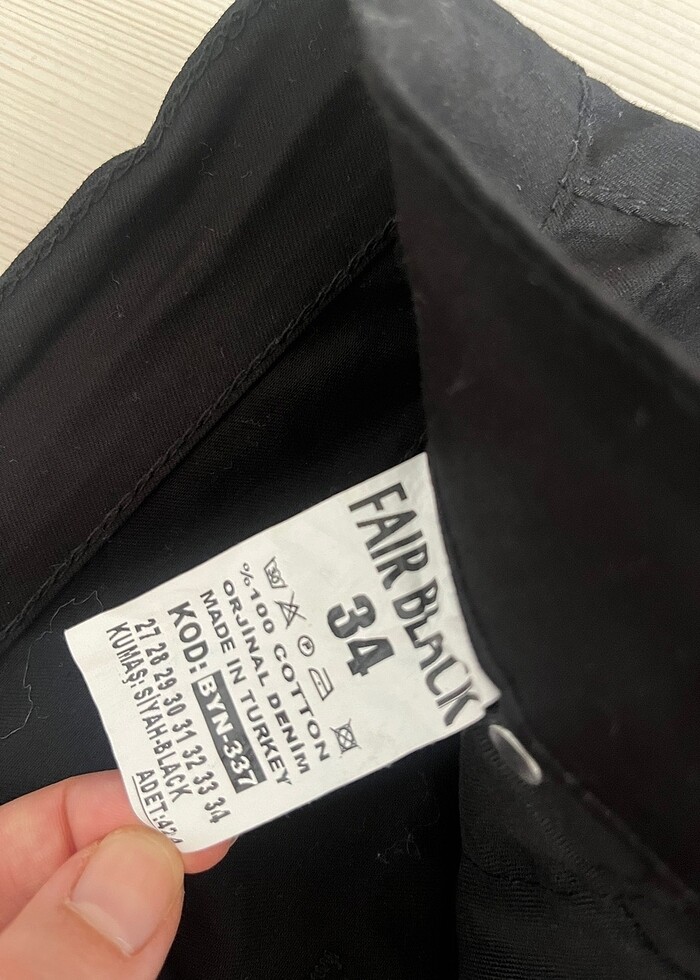 FAIR BLACK
34
30
P
%100 COTTON
ORJİNAL DENİM
MADE IN TURKEY
KOD: BYN-337
27 28 29 30 31 32 33 34
KUMAŞ: SİYAH-BLACK